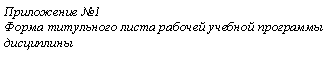 Приложение №1
Форма титульного листа рабочей учебной программы
дисциплины